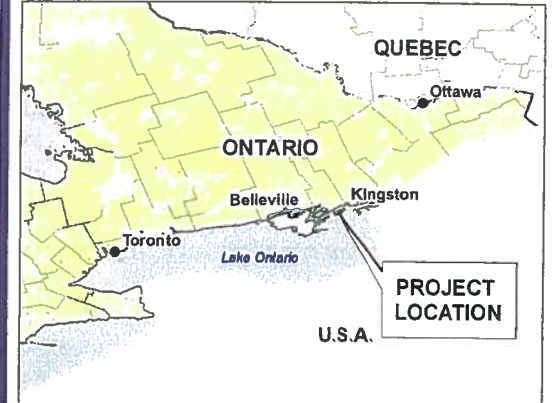 QUEBEC
Ottawa
ONTARIO
Belleville
Kingston
Toronto
Lake Ontario
PROJECT
LOCATION
U.S.A.